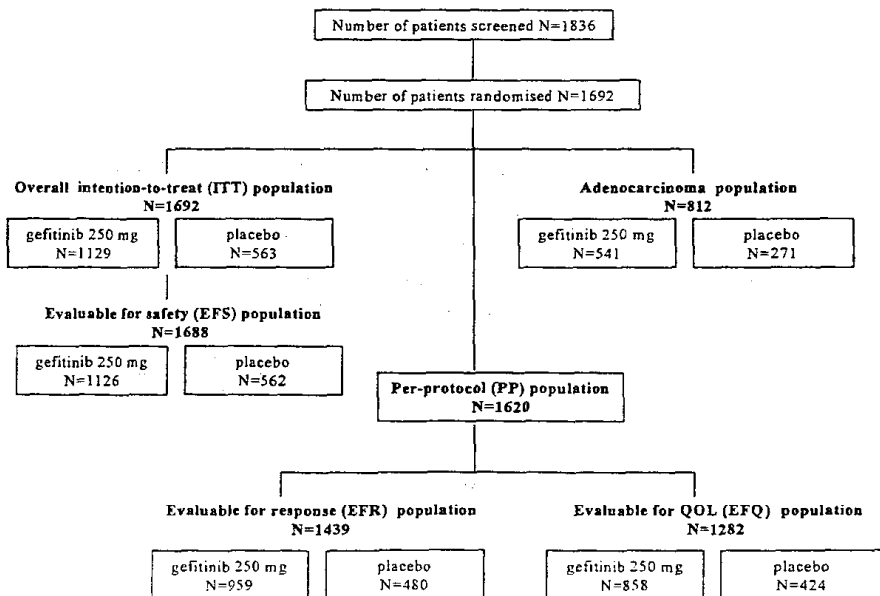 Number of patients screened N=1836
Number of patients randomised N=1692
Overall intention-to-treat (ITT) population
N=1692
gefitinib 250 mg
N=1129
placebo
N=563
Adenocarcinoma population
N=812
gefitinib 250 mg
N=541
placebo
N=271
Evaluable for safety (EFS) population
N=1688
gefitinib 250 mg
N=1126
placebo
N=562
Per-protocol (PP) population
N=1620
Evaluable for response (EFR) population
N=1439
gefitinib 250 mg
N=959
placebo
N=480
Evaluable for QOL (EFQ) population
N=1282
gefitinib 250 mg
N=858
placebo
N=424